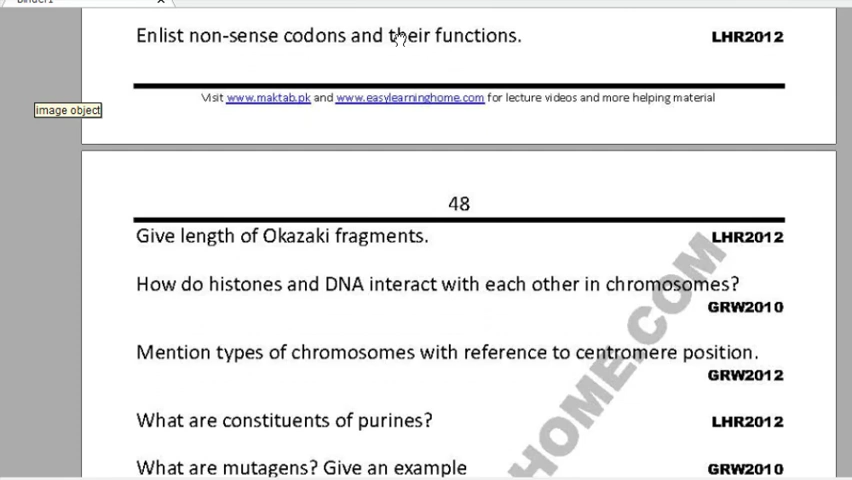 Binder1
Enlist non-sense codons and their functions. LHR2012
Visit www.maktab.pk and www.easylearninghome.com for lecture videos and more helping material
image object
48
Give length of Okazaki fragments. LHR2012
How do histones and DNA interact with each other in chromosomes?
GRW2010
Mention types of chromosomes with reference to centromere position.
GRW2012
What are constituents of purines? LHR2012
What are mutagens? Give an example GRW2010
HOME.COM